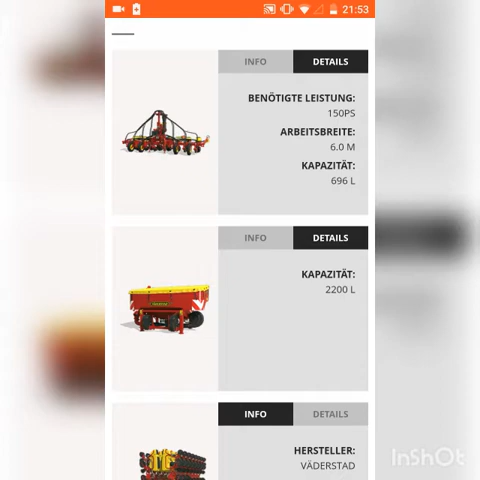 21:53
INFO DETAILS
BENÖTIGTE LEISTUNG:
150PS
ARBEITSBREITE:
6.0 M
KAPAZITÄT:
696 L
INFO DETAILS
KAPAZITÄT:
2200 L
INFO DETAILS
HERSTELLER:
VÄDERSTAD
InShOt